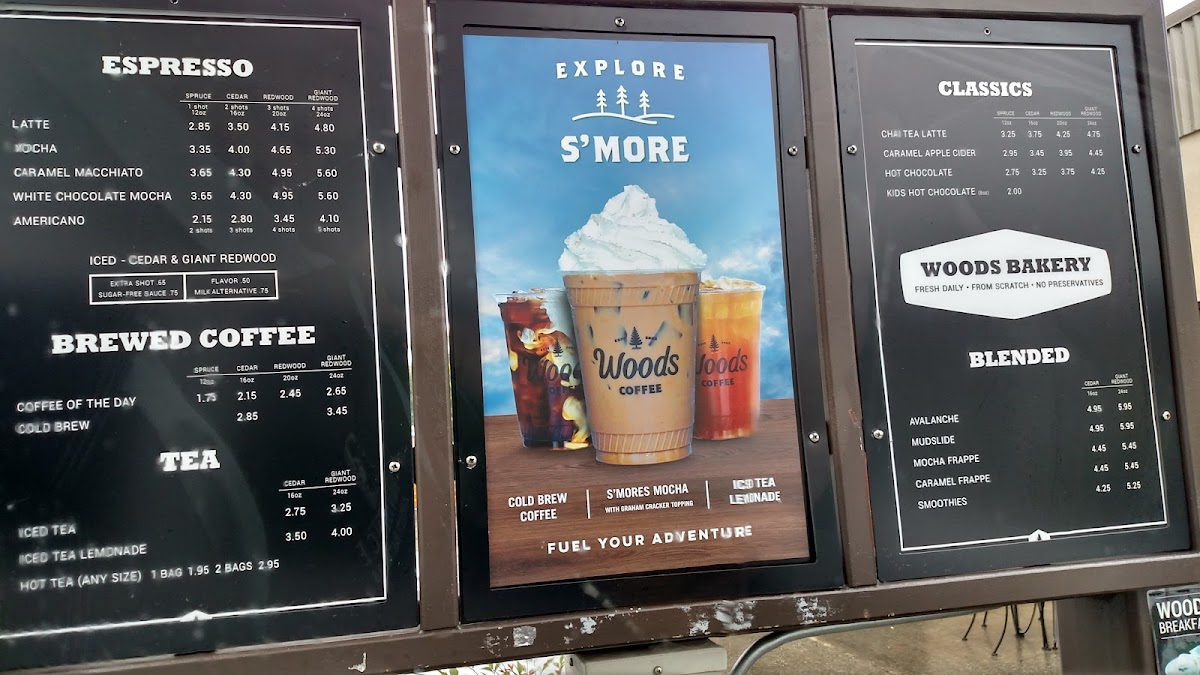 ESPRESSO
SPRUCE CEDAR REDWOOD GIANT REDWOOD
1 shot 2 shots 3 shots 4 shots
12oz 16oz 20oz 24oz
LATTE 2.85 3.50 4.15 4.80
MOCHA 3.35 4.00 4.65 5.30
CARAMEL MACCHIATO 3.65 4.30 4.95 5.60
WHITE CHOCOLATE MOCHA 3.65 4.30 4.95 5.60
AMERICANO 2.15 2.80 3.45 4.10
2 shots 3 shots 4 shots 5 shots
ICED - CEDAR & GIANT REDWOOD
EXTRA SHOT .65 FLAVOR .50
SUGAR-FREE SAUCE .75 MILK ALTERNATIVE .75
BREWED COFFEE
SPRUCE CEDAR REDWOOD GIANT REDWOOD
12oz 16oz 20oz 24oz
COFFEE OF THE DAY 1.75 2.15 2.45 2.65
COLD BREW 2.85 3.45
TEA
CEDAR GIANT REDWOOD
16oz 24oz
ICED TEA 2.75 3.25
ICED TEA LEMONADE 3.50 4.00
HOT TEA (ANY SIZE) 1 BAG 1.95 2 BAGS 2.95
EXPLORE
S'MORE
Woods
COFFEE
Woods
COFFEE
Woods
COFFEE
COLD BREW
COFFEE
S'MORES MOCHA
WITH GRAHAM CRACKER TOPPING
ICED TEA
LEMONADE
FUEL YOUR ADVENTURE
CLASSICS
SPRUCE CEDAR REDWOOD GIANT REDWOOD
12oz 16oz 20oz 24oz
CHAI TEA LATTE 3.25 3.75 4.25 4.75
CARAMEL APPLE CIDER 2.95 3.45 3.95 4.45
HOT CHOCOLATE 2.75 3.25 3.75 4.25
KIDS HOT CHOCOLATE (8oz) 2.00
WOODS BAKERY
FRESH DAILY • FROM SCRATCH • NO PRESERVATIVES
BLENDED
CEDAR GIANT REDWOOD
16oz 24oz
AVALANCHE 4.95 5.95
MUDSLIDE 4.95 5.95
MOCHA FRAPPE 4.45 5.45
CARAMEL FRAPPE 4.45 5.45
SMOOTHIES 4.25 5.25
WOOD
BREAKFA